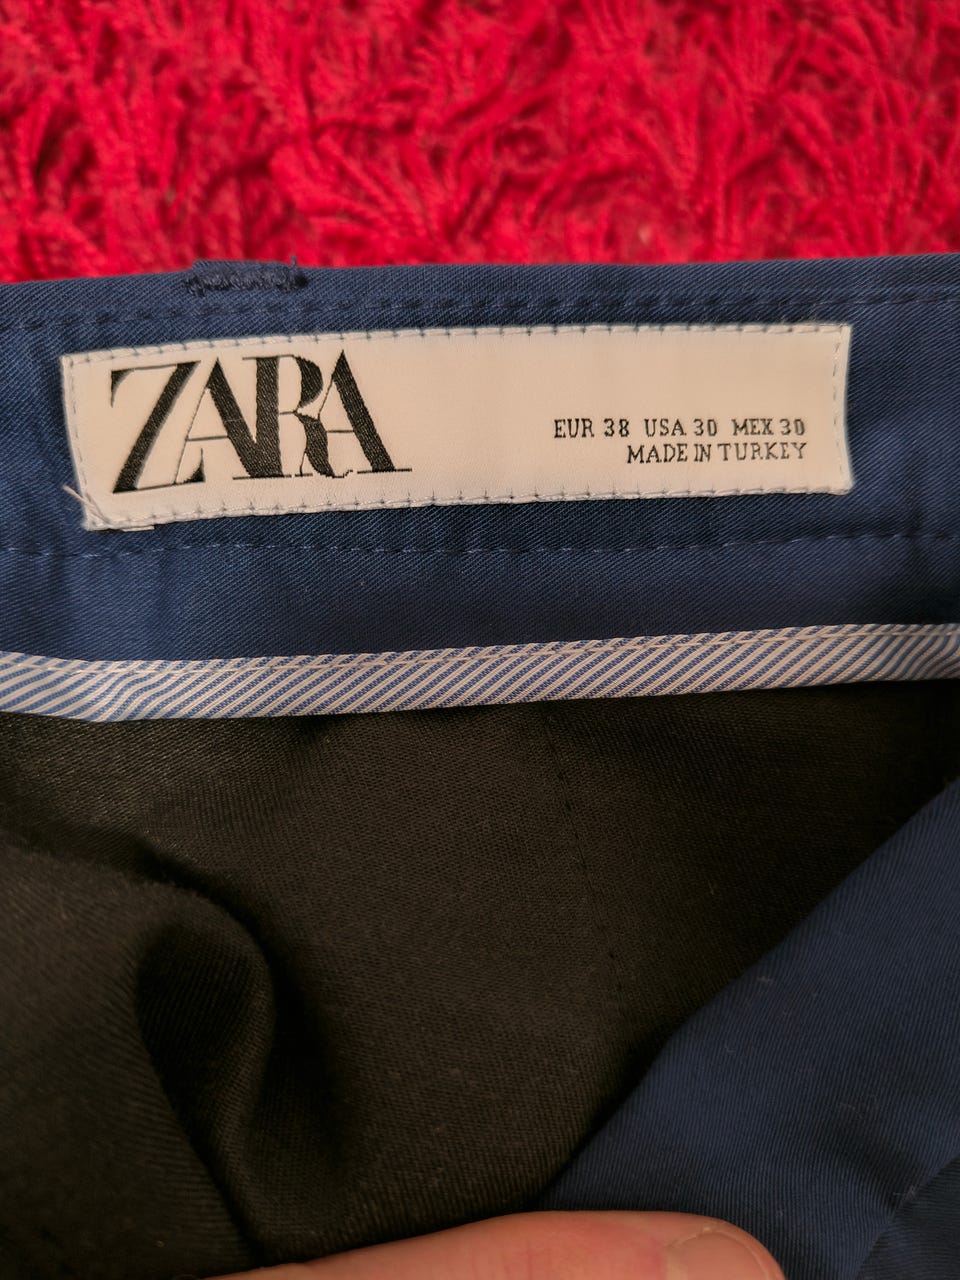 ZARA
EUR 38 USA 30 MEX 30
MADE IN TURKEY